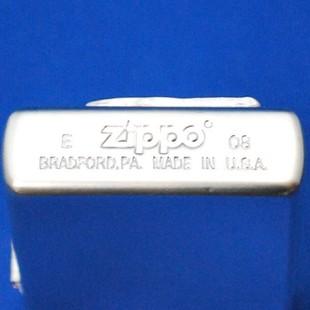 E zippo 08
BRADFORD, PA. MADE IN U.S.A.